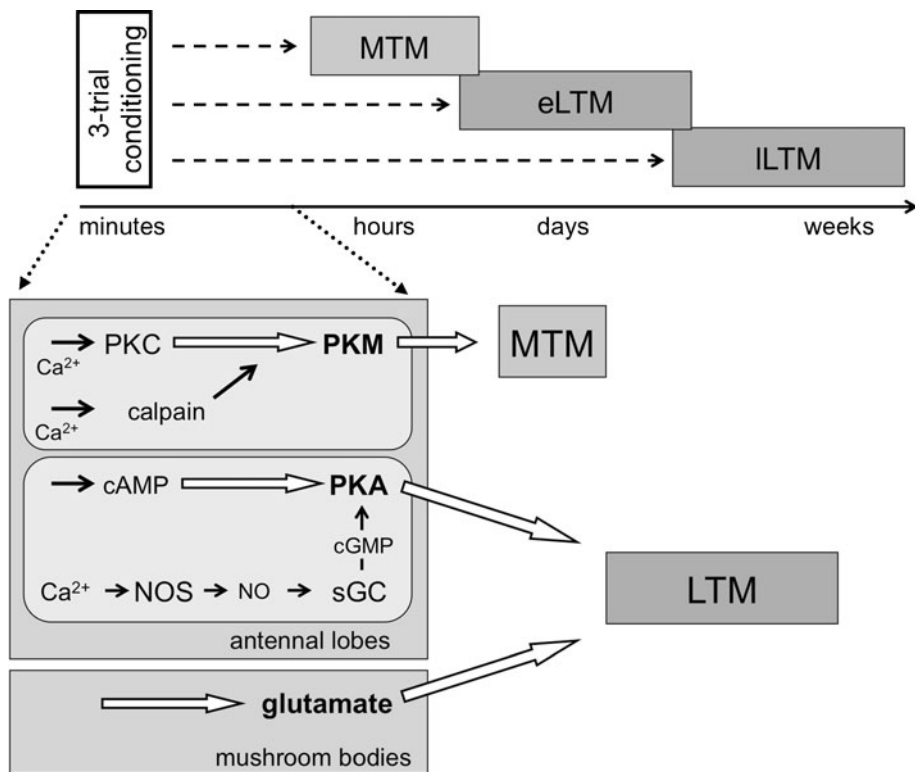 3-trial
conditioning
MTM
eLTM
lLTM
minutes
hours
days
weeks
Ca²⁺
PKC
PKM
MTM
Ca²⁺
calpain
cAMP
PKA
cGMP
Ca²⁺
NOS
NO
sGC
antennal lobes
LTM
glutamate
mushroom bodies